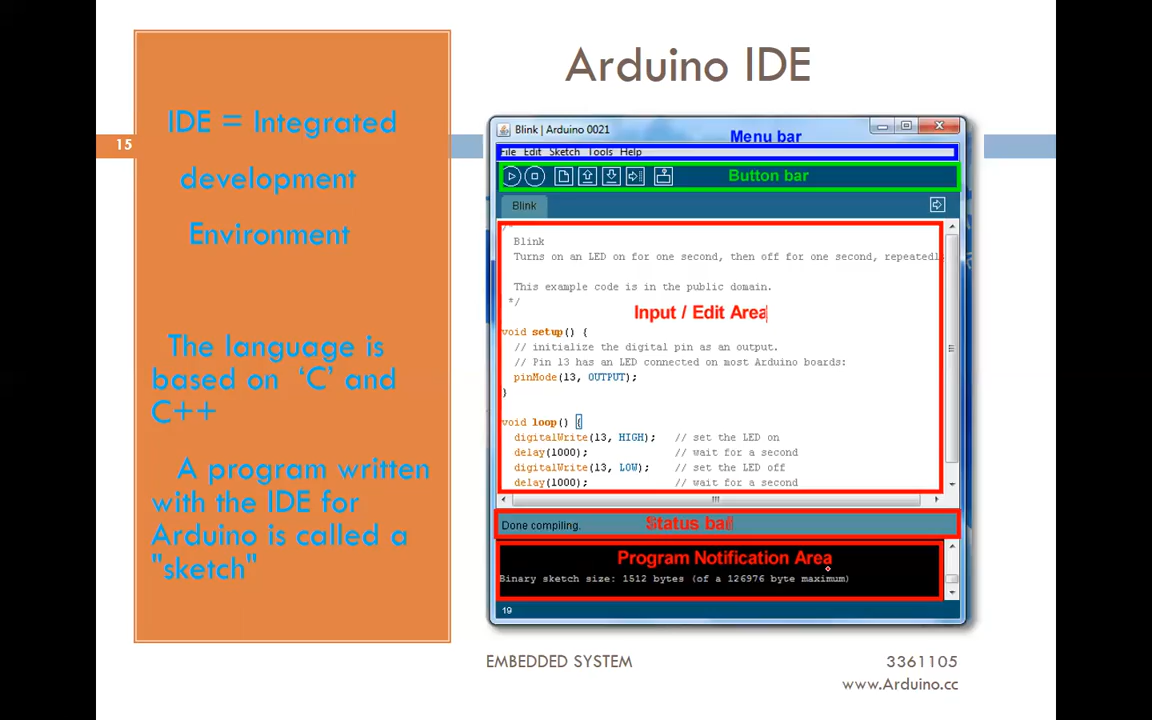 Arduino IDE
15
IDE = Integrated
development
Environment
The language is
based on ‘C’ and
C++
A program written
with the IDE for
Arduino is called a
"sketch"
Blink | Arduino 0021
Menu bar
File Edit Sketch Tools Help
Button bar
Blink
/*
Blink
Turns on an LED on for one second, then off for one second, repeatedl
This example code is in the public domain.
*/
Input / Edit Area
void setup() {
// initialize the digital pin as an output.
// Pin 13 has an LED connected on most Arduino boards:
pinMode(13, OUTPUT);
}
void loop() {
digitalWrite(13, HIGH); // set the LED on
delay(1000); // wait for a second
digitalWrite(13, LOW); // set the LED off
delay(1000); // wait for a second
Done compiling.
Status bar
Program Notification Area
Binary sketch size: 1512 bytes (of a 126976 byte maximum)
19
EMBEDDED SYSTEM
3361105
www.Arduino.cc